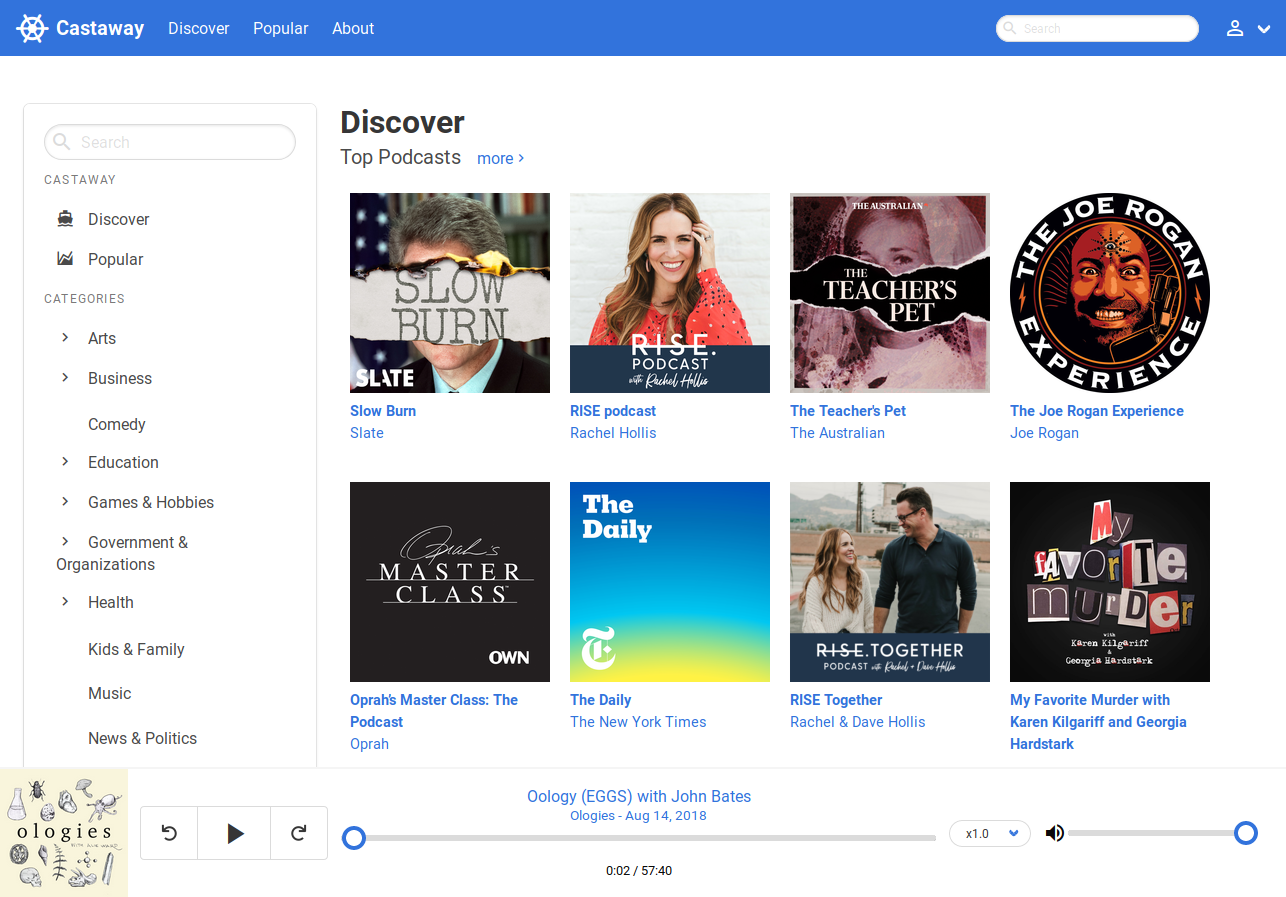 Castaway Discover Popular About Search
Search
CASTAWAY
Discover
Popular
CATEGORIES
Arts
Business
Comedy
Education
Games & Hobbies
Government &
Organizations
Health
Kids & Family
Music
News & Politics
Discover
Top Podcasts more
SLOW
BURN
SLATE
RISE.
PODCAST
with Rachel Hollis
THE AUSTRALIAN
THE
TEACHER'S
PET
THE JOE ROGAN
EXPERIENCE
Slow Burn
Slate
RISE podcast
Rachel Hollis
The Teacher's Pet
The Australian
The Joe Rogan Experience
Joe Rogan
Oprah's
MASTER
CLASS
OWN
The
Daily
T
RISE.TOGETHER
PODCAST with Rachel + Dave Hollis
My
FAVORITE
MURDER
with
Karen Kilgariff
&
Georgia Hardstark
Oprah's Master Class: The
Podcast
Oprah
The Daily
The New York Times
RISE Together
Rachel & Dave Hollis
My Favorite Murder with
Karen Kilgariff and Georgia
Hardstark
ologies
WITH ALIE WARD
Oology (EGGS) with John Bates
Ologies - Aug 14, 2018
0:02 / 57:40
x1.0